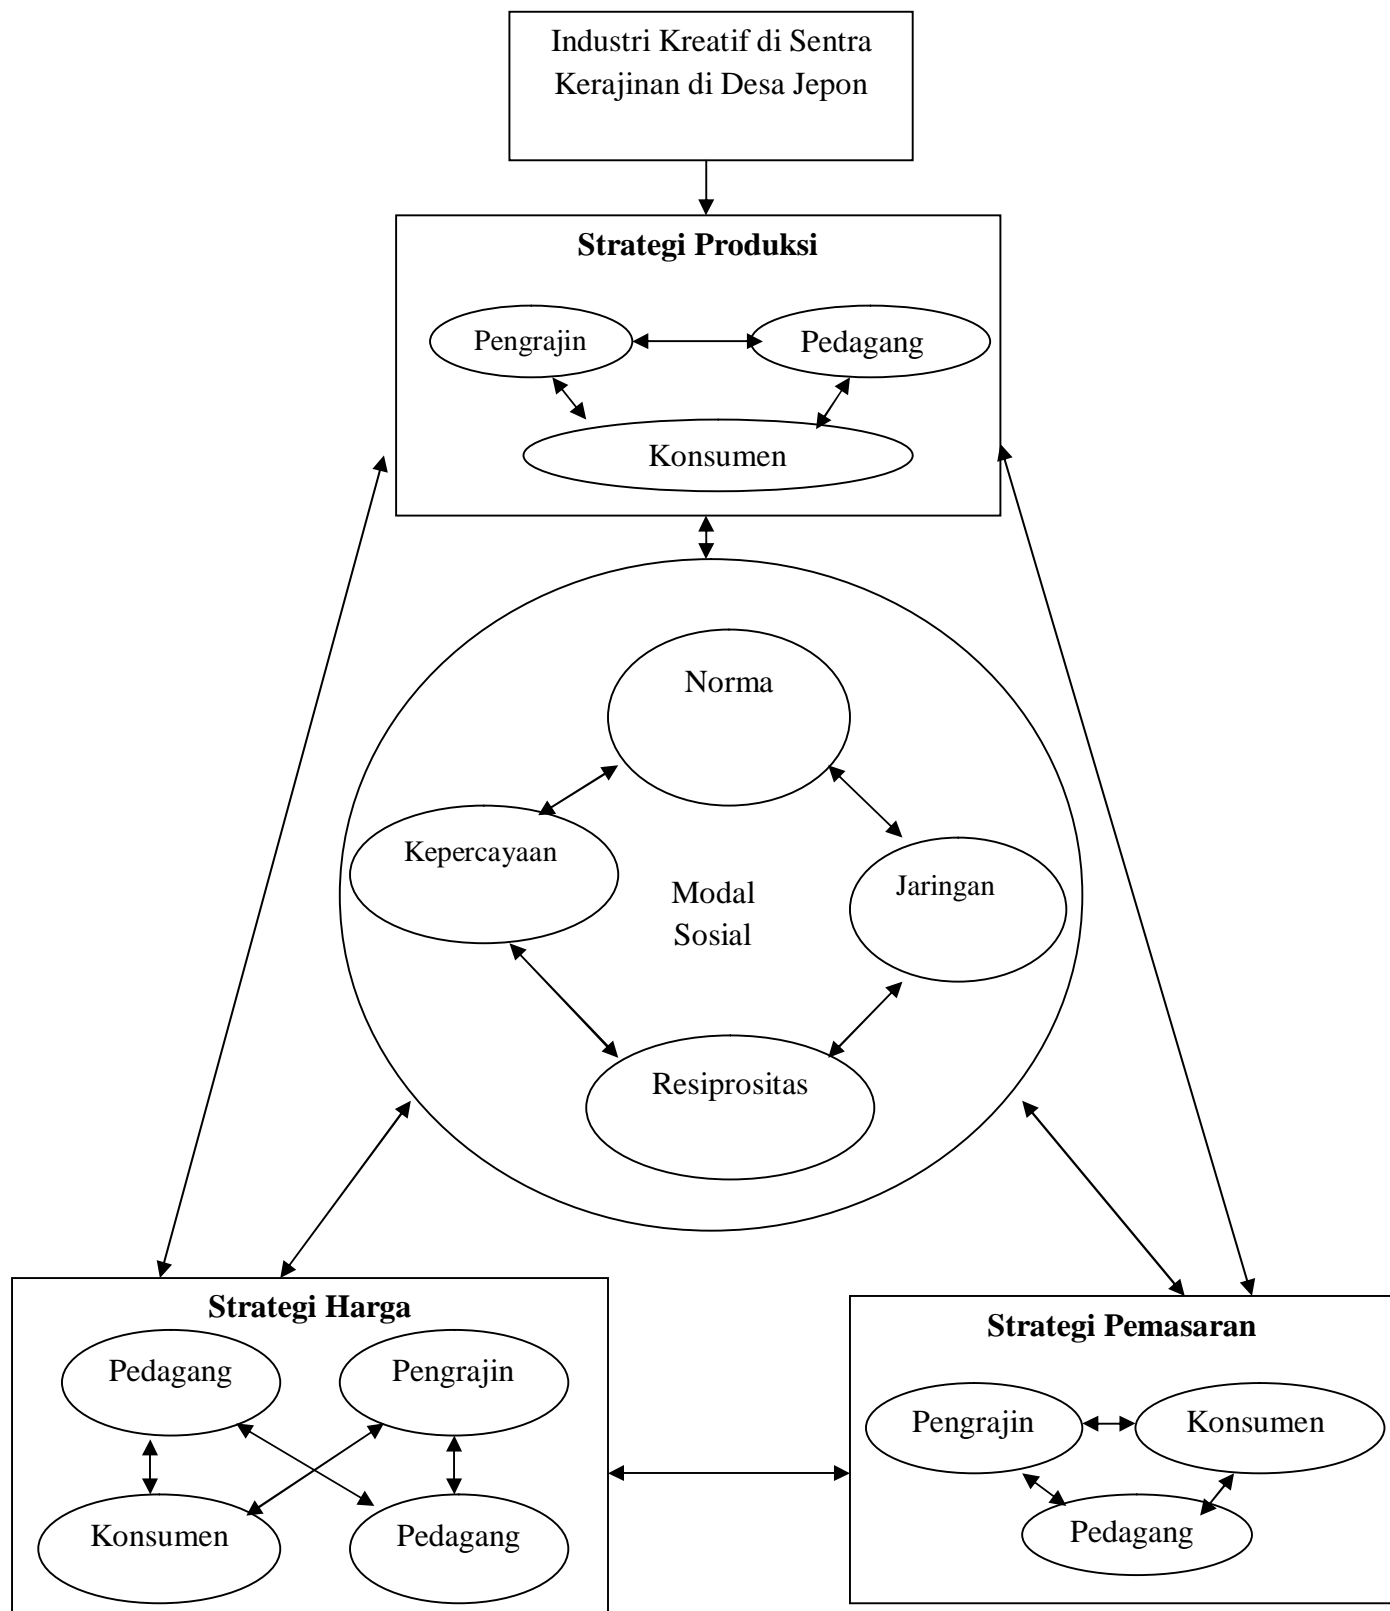 Industri Kreatif di Sentra
Kerajinan di Desa Jepon
Strategi Produksi
Pengrajin
Pedagang
Konsumen
Norma
Kepercayaan
Jaringan
Modal
Sosial
Resiprositas
Strategi Harga
Pedagang
Pengrajin
Konsumen
Pedagang
Strategi Pemasaran
Pengrajin
Konsumen
Pedagang